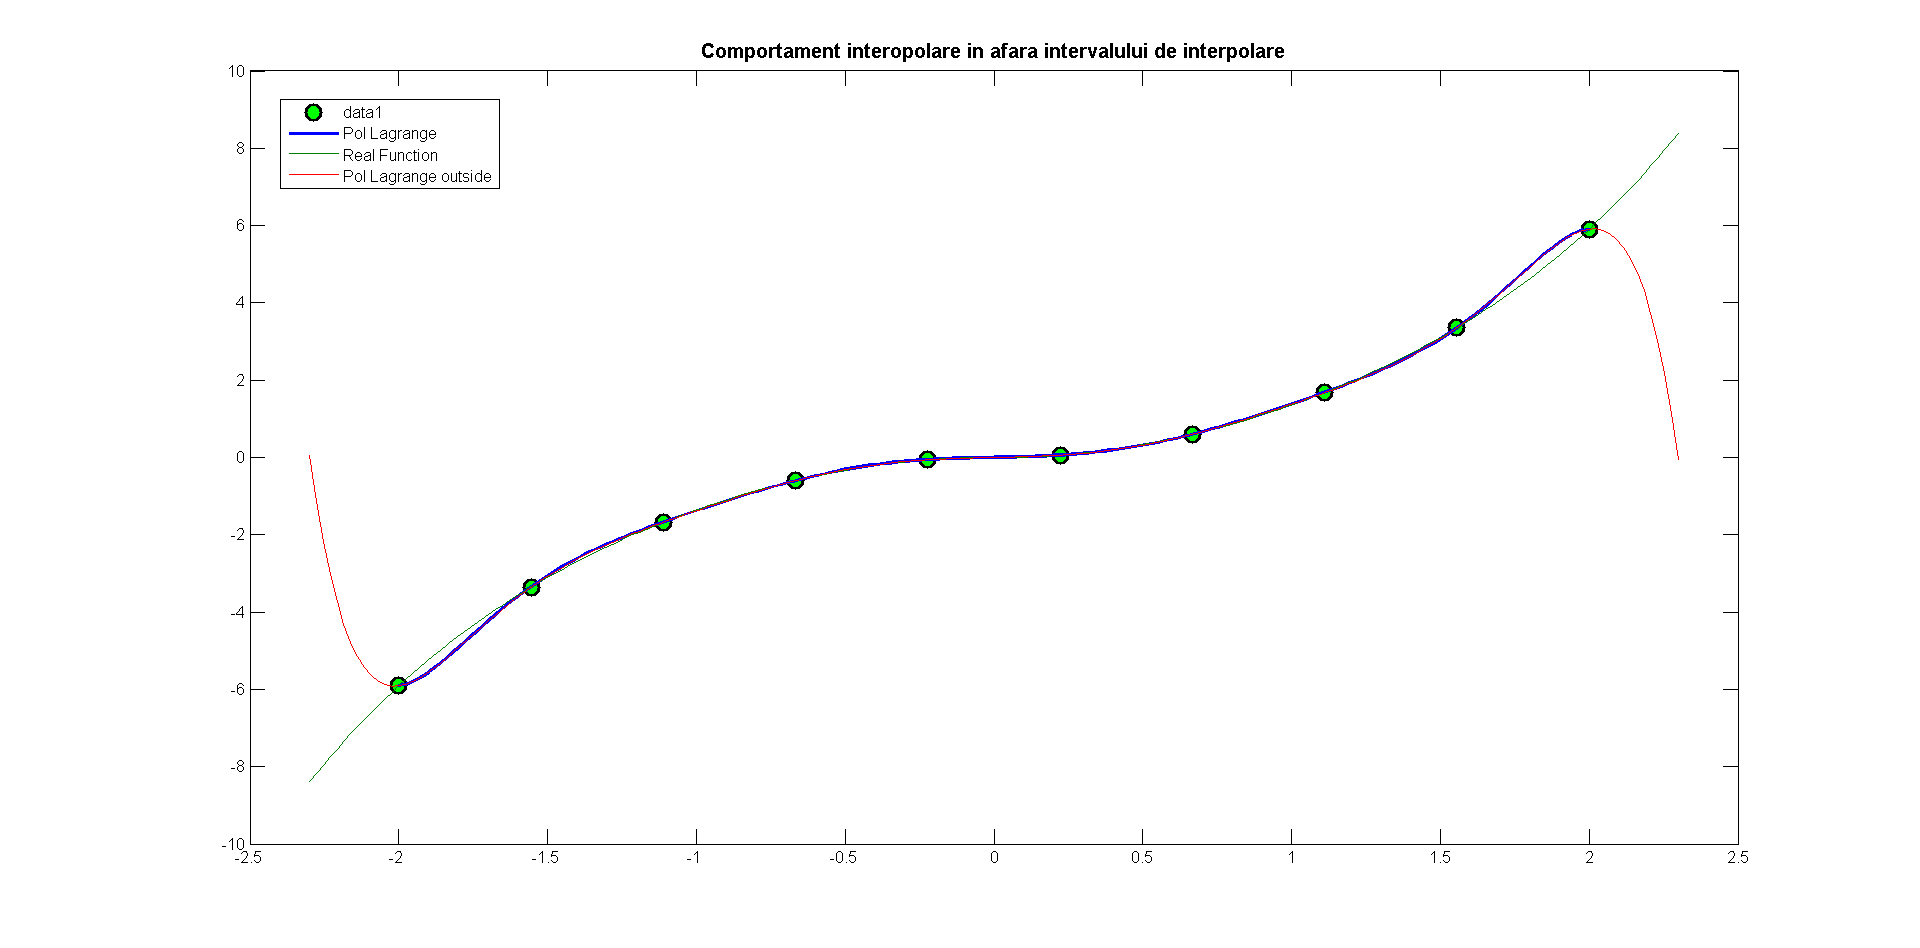 Comportament interopolare in afara intervalului de interpolare
10
8
6
4
2
0
-2
-4
-6
-8
-10
data1
Pol Lagrange
Real Function
Pol Lagrange outside
-2.5 -2 -1.5 -1 -0.5 0 0.5 1 1.5 2 2.5